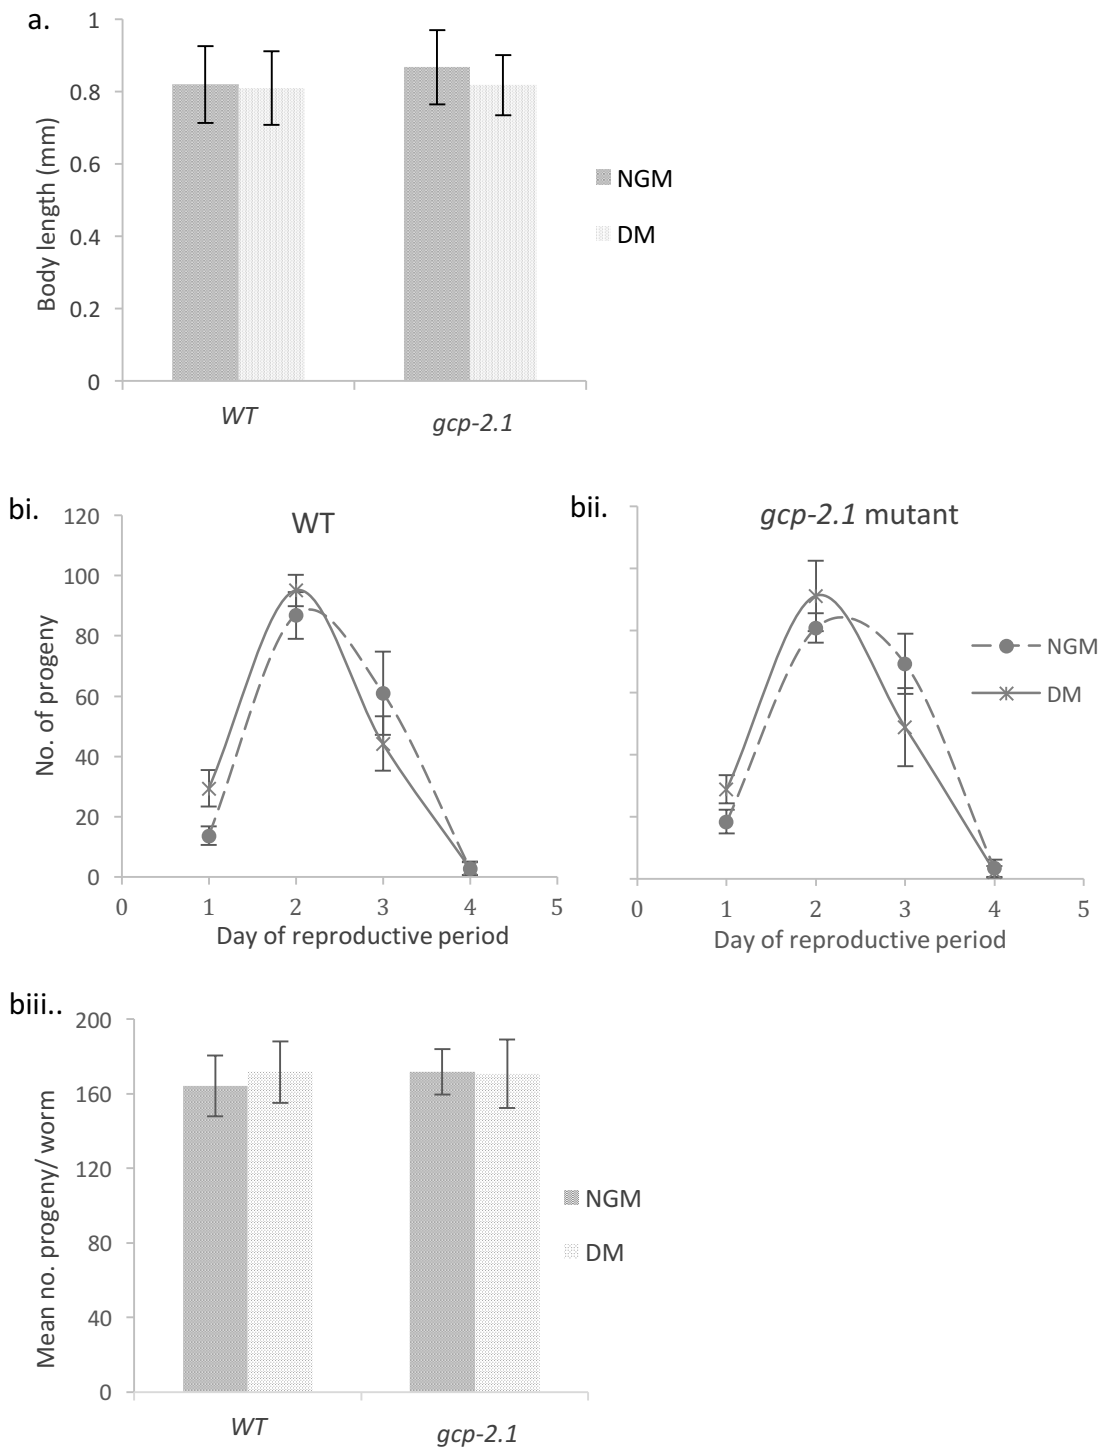 a.
1
0.8
0.6
0.4
0.2
0
Body length (mm)
WT
gcp-2.1
NGM
DM
bi.
WT
120
100
80
60
40
20
0
No. of progeny
0 1 2 3 4 5
Day of reproductive period
bii.
gcp-2.1 mutant
0 1 2 3 4 5
Day of reproductive period
NGM
DM
biii..
200
160
120
80
40
0
Mean no. progeny/ worm
WT
gcp-2.1
NGM
DM